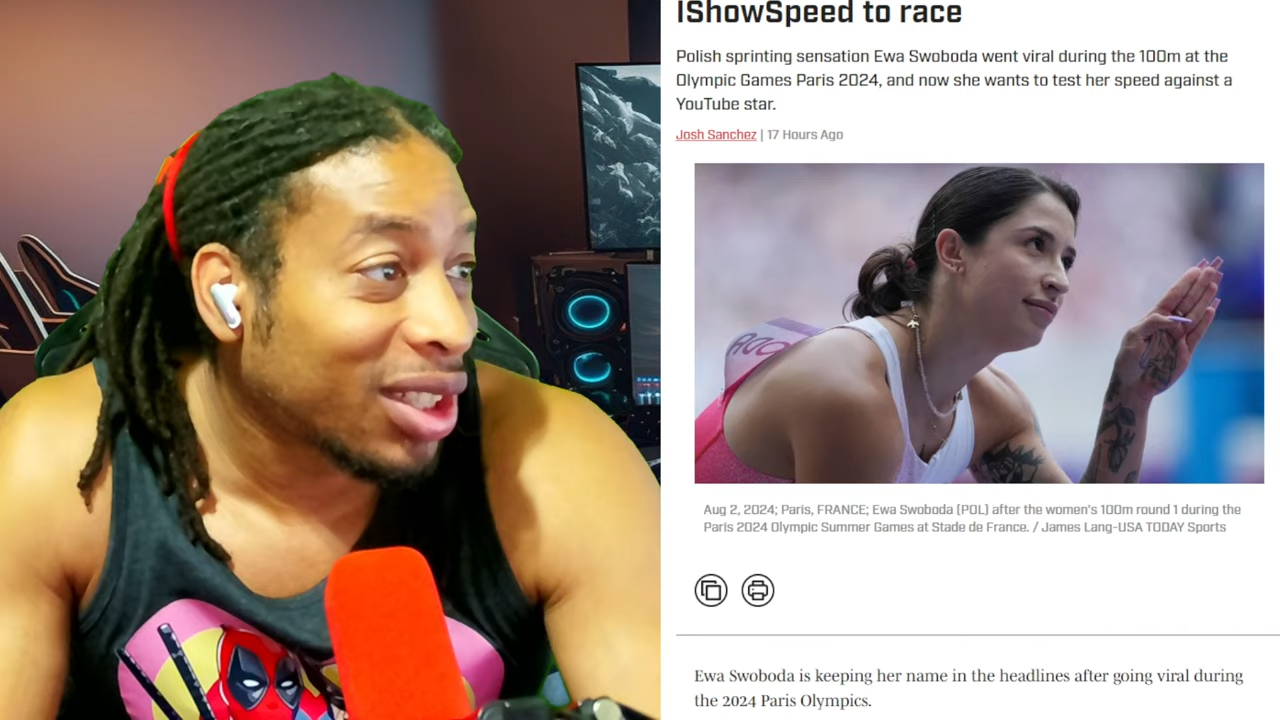 IShowSpeed to race
Polish sprinting sensation Ewa Swoboda went viral during the 100m at the
Olympic Games Paris 2024, and now she wants to test her speed against a
YouTube star.
Josh Sanchez | 17 Hours Ago
Aug 2, 2024; Paris, FRANCE; Ewa Swoboda (POL) after the women's 100m round 1 during the
Paris 2024 Olympic Summer Games at Stade de France. / James Lang-USA TODAY Sports
Ewa Swoboda is keeping her name in the headlines after going viral during
the 2024 Paris Olympics.